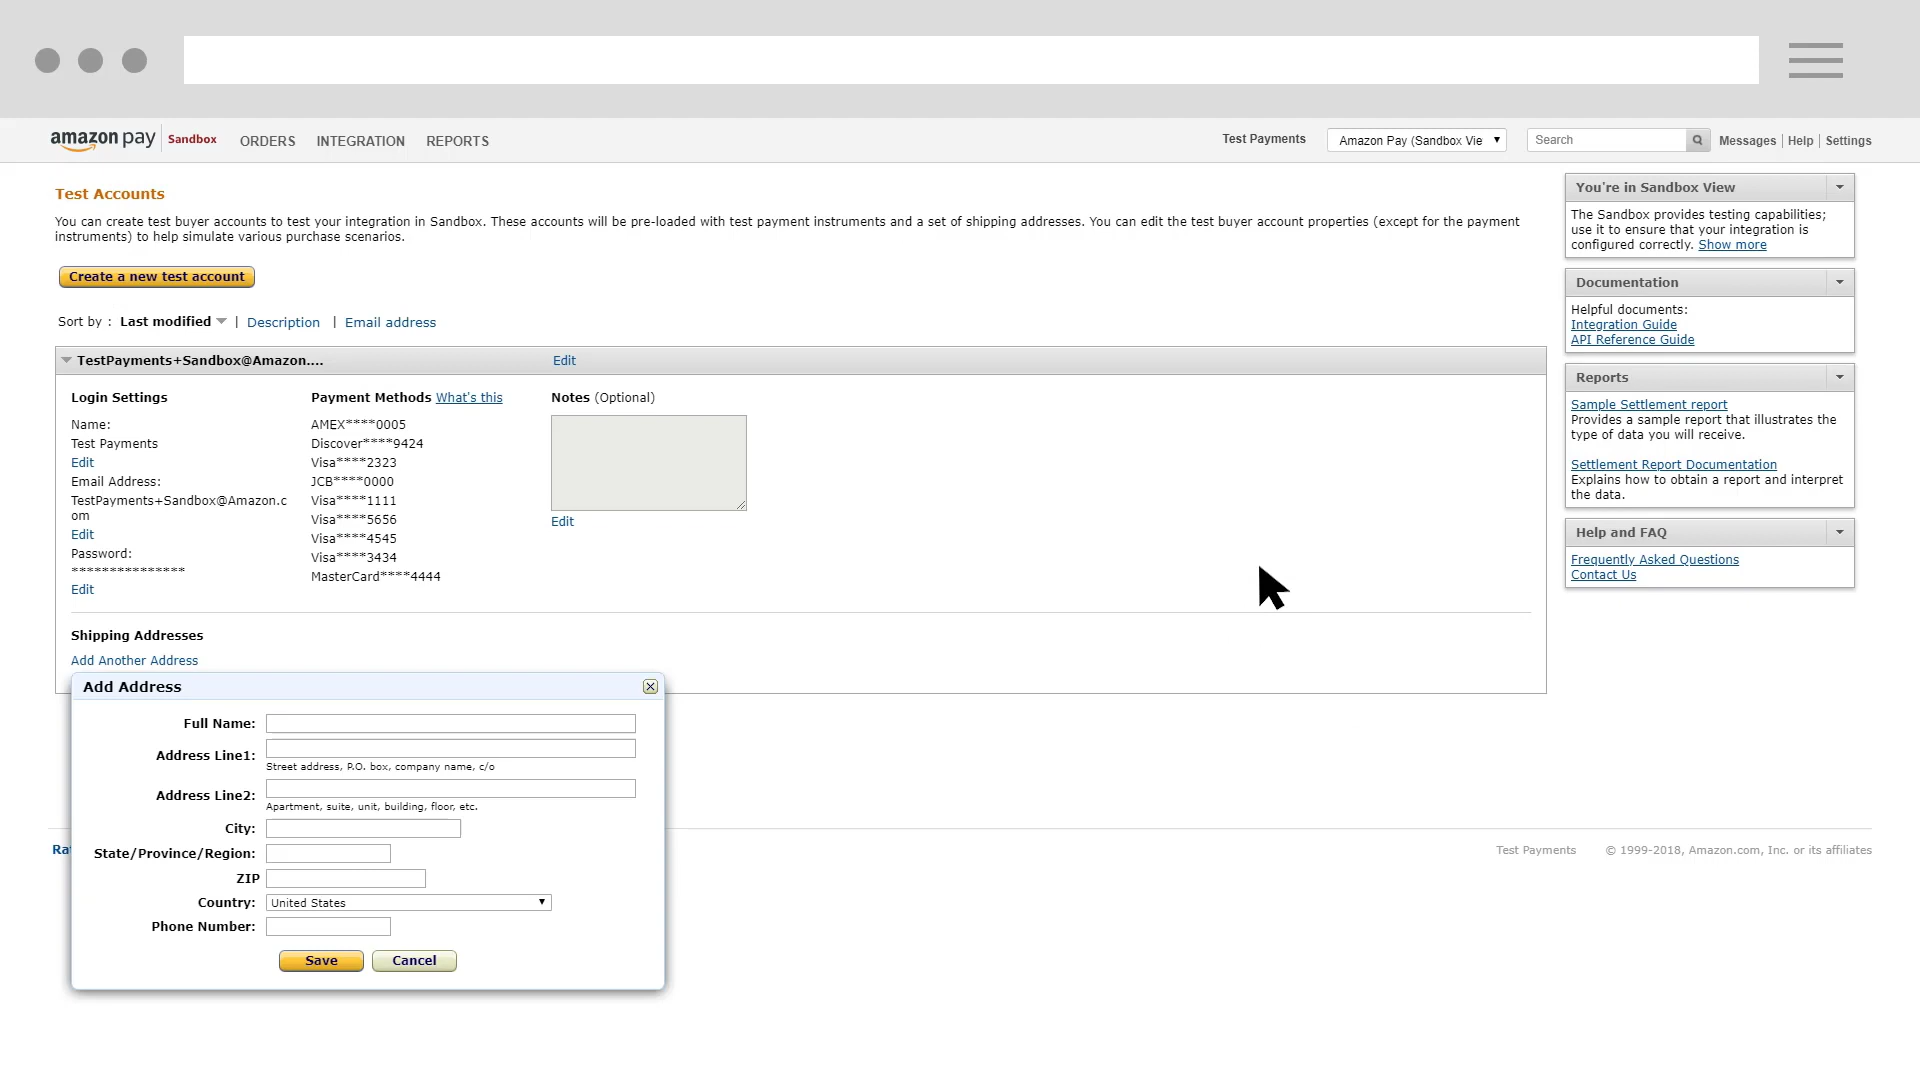 amazon pay Sandbox ORDERS INTEGRATION REPORTS Test Payments Amazon Pay (Sandbox Vie Search Messages Help Settings
Test Accounts
You can create test buyer accounts to test your integration in Sandbox. These accounts will be pre-loaded with test payment instruments and a set of shipping addresses. You can edit the test buyer account properties (except for the payment
instruments) to help simulate various purchase scenarios.
Create a new test account
Sort by : Last modified | Description | Email address
TestPayments+Sandbox@Amazon.... Edit
Login Settings
Name:
Test Payments
Edit
Email Address:
TestPayments+Sandbox@Amazon.c
om
Edit
Password:
***************
Edit
Payment Methods What's this
AMEX****0005
Discover****9424
Visa****2323
JCB****0000
Visa****1111
Visa****5656
Visa****4545
Visa****3434
MasterCard****4444
Notes (Optional)
Edit
Shipping Addresses
Add Another Address
Add Address
Full Name:
Address Line1:
Street address, P.O. box, company name, c/o
Address Line2:
Apartment, suite, unit, building, floor, etc.
City:
State/Province/Region:
ZIP
Country: United States
Phone Number:
Save Cancel
You're in Sandbox View
The Sandbox provides testing capabilities;
use it to ensure that your integration is
configured correctly. Show more
Documentation
Helpful documents:
Integration Guide
API Reference Guide
Reports
Sample Settlement report
Provides a sample report that illustrates the
type of data you will receive.
Settlement Report Documentation
Explains how to obtain a report and interpret
the data.
Help and FAQ
Frequently Asked Questions
Contact Us
Test Payments © 1999-2018, Amazon.com, Inc. or its affiliates